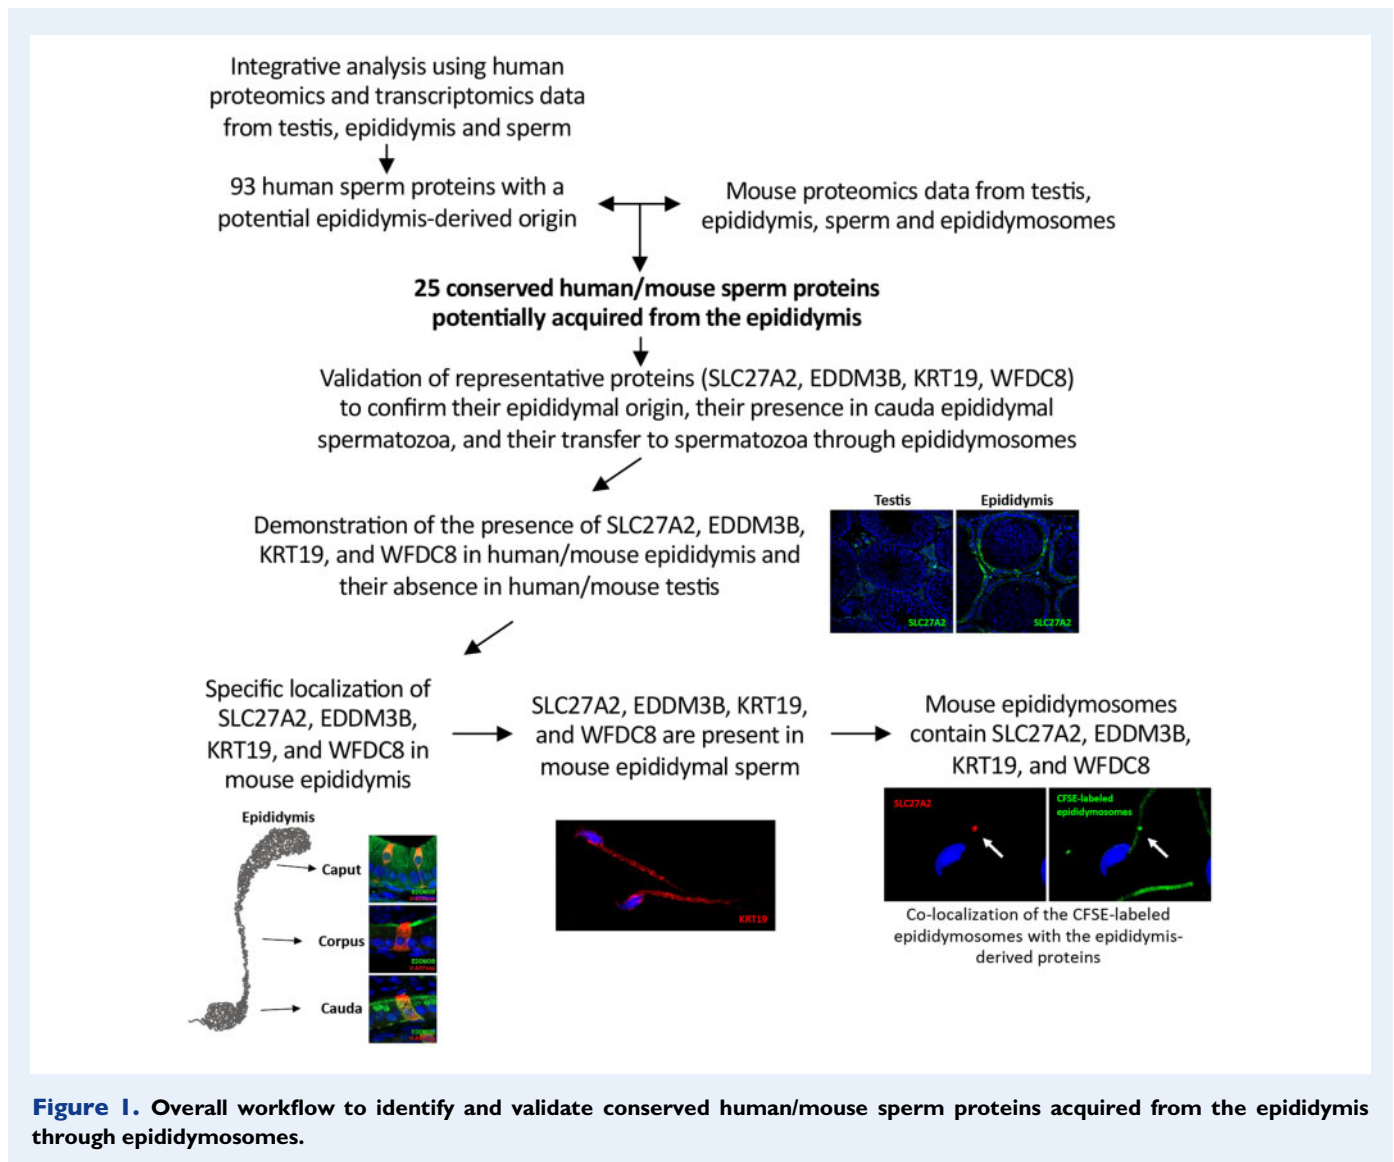 Integrative analysis using human
proteomics and transcriptomics data
from testis, epididymis and sperm
93 human sperm proteins with a
potential epididymis-derived origin
Mouse proteomics data from testis,
epididymis, sperm and epididymosomes
25 conserved human/mouse sperm proteins
potentially acquired from the epididymis
Validation of representative proteins (SLC27A2, EDDM3B, KRT19, WFDC8)
to confirm their epididymal origin, their presence in cauda epididymal
spermatozoa, and their transfer to spermatozoa through epididymosomes
Demonstration of the presence of SLC27A2, EDDM3B,
KRT19, and WFDC8 in human/mouse epididymis and
their absence in human/mouse testis
Testis
Epididymis
SLC27A2
SLC27A2
Specific localization of
SLC27A2, EDDM3B,
KRT19, and WFDC8 in
mouse epididymis
SLC27A2, EDDM3B, KRT19,
and WFDC8 are present in
mouse epididymal sperm
Mouse epididymosomes
contain SLC27A2, EDDM3B,
KRT19, and WFDC8
Epididymis
Caput
EDDM3B
V-ATPase
Corpus
EDDM3B
V-ATPase
Cauda
EDDM3B
V-ATPase
KRT19
SLC27A2
CFSE-labeled
epididymosomes
Co-localization of the CFSE-labeled
epididymosomes with the epididymis-
derived proteins
Figure 1. Overall workflow to identify and validate conserved human/mouse sperm proteins acquired from the epididymis
through epididymosomes.